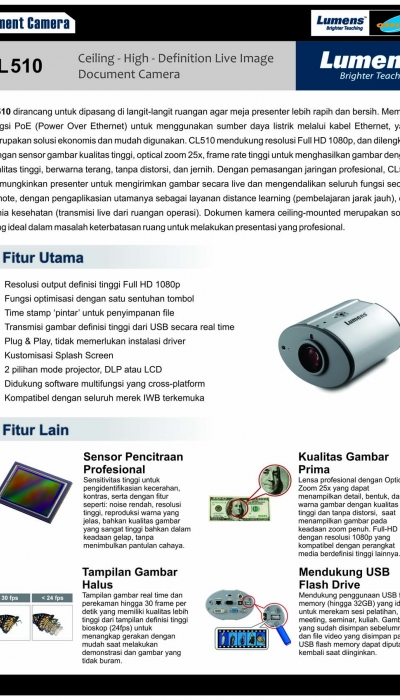 ment Camera
Lumens
Brighter Teaching
L510
Ceiling - High - Definition Live Image
Document Camera
Lumens
Brighter Teach
510 dirancang untuk dipasang di langit-langit ruangan agar meja presenter lebih rapih dan bersih. Mem
gsi PoE (Power Over Ethernet) untuk menggunakan sumber daya listrik melalui kabel Ethernet, ya
rupakan solusi ekonomis dan mudah digunakan. CL510 mendukung resolusi Full HD 1080p, dan dilengk
ngan sensor gambar kualitas tinggi, optical zoom 25x, frame rate tinggi untuk menghasilkan gambar deng
alitas tinggi, berwarna terang, tanpa distorsi, dan jernih. Dengan pemasangan jaringan profesional, CL5
mungkinkan presenter untuk mengirimkan gambar secara live dan mengendalikan seluruh fungsi sec
mote, dengan pengaplikasian utamanya sebagai layanan distance learning (pembelajaran jarak jauh), d
nia kesehatan (transmisi live dari ruangan operasi). Dokumen kamera ceiling-mounted merupakan so
ng ideal dalam masalah keterbatasan ruang untuk melakukan presentasi yang profesional.
Fitur Utama
Resolusi output definisi tinggi Full HD 1080p
Fungsi optimisasi dengan satu sentuhan tombol
Time stamp 'pintar' untuk penyimpanan file
Transmisi gambar definisi tinggi dari USB secara real time
Plug & Play, tidak memerlukan instalasi driver
Kustomisasi Splash Screen
2 pilihan mode projector, DLP atau LCD
Didukung software multifungsi yang cross-platform
Kompatibel dengan seluruh merek IWB terkemuka
Lumens
Fitur Lain
Sensor Pencitraan
Profesional
Sensitivitas tinggi untuk
pengidentifikasian kecerahan,
kontras, serta dengan fitur
seperti: noise rendah, resolusi
tinggi, reproduksi warna yang
jelas, bahkan kualitas gambar
yang sangat tinggi bahkan dalam
keadaan gelap, tanpa
menimbulkan pantulan cahaya.
Kualitas Gambar
Prima
Lensa profesional dengan Optic
Zoom 25x yang dapat
menampilkan detail, bentuk, da
warna gambar dengan kualitas
tinggi dan tanpa distorsi, saat
menampilkan gambar pada
keadaan zoom penuh. Full-HD
dengan resolusi 1080p yang
kompatibel dengan perangkat
media berdefinisi tinggi lainnya.
30 fps
< 24 fps
Tampilan Gambar
Halus
Tampilan gambar real time dan
perekaman hingga 30 frame per
detik yang memiliki kualitas lebih
tinggi dari tampilan definisi tinggi
bioskop (24fps) untuk
menangkap gerakan dengan
mudah saat melakukan
demonstrasi dan gambar yang
tidak buram.
Mendukung USB
Flash Drive
Mendukung penggunaan USB f
memory (hingga 32GB) yang id
untuk merekam sesi pelatihan,
meeting, seminar, kuliah. Gamb
yang sudah disimpan sebelumn
dan file video yang disimpan pa
USB flash memory dapat diputa
kembali saat diinginkan.